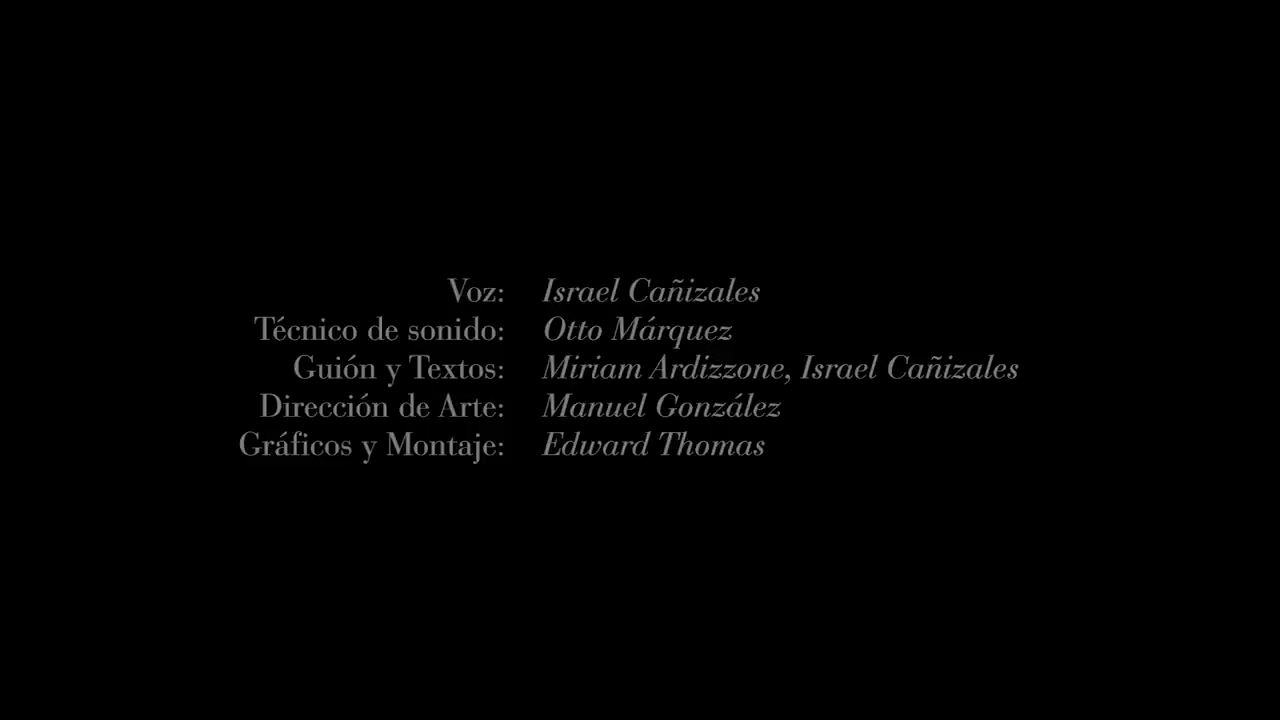 Voz: Israel Cañizales
Técnico de sonido: Otto Márquez
Guión y Textos: Miriam Ardizzone, Israel Cañizales
Dirección de Arte: Manuel González
Gráficos y Montaje: Edward Thomas